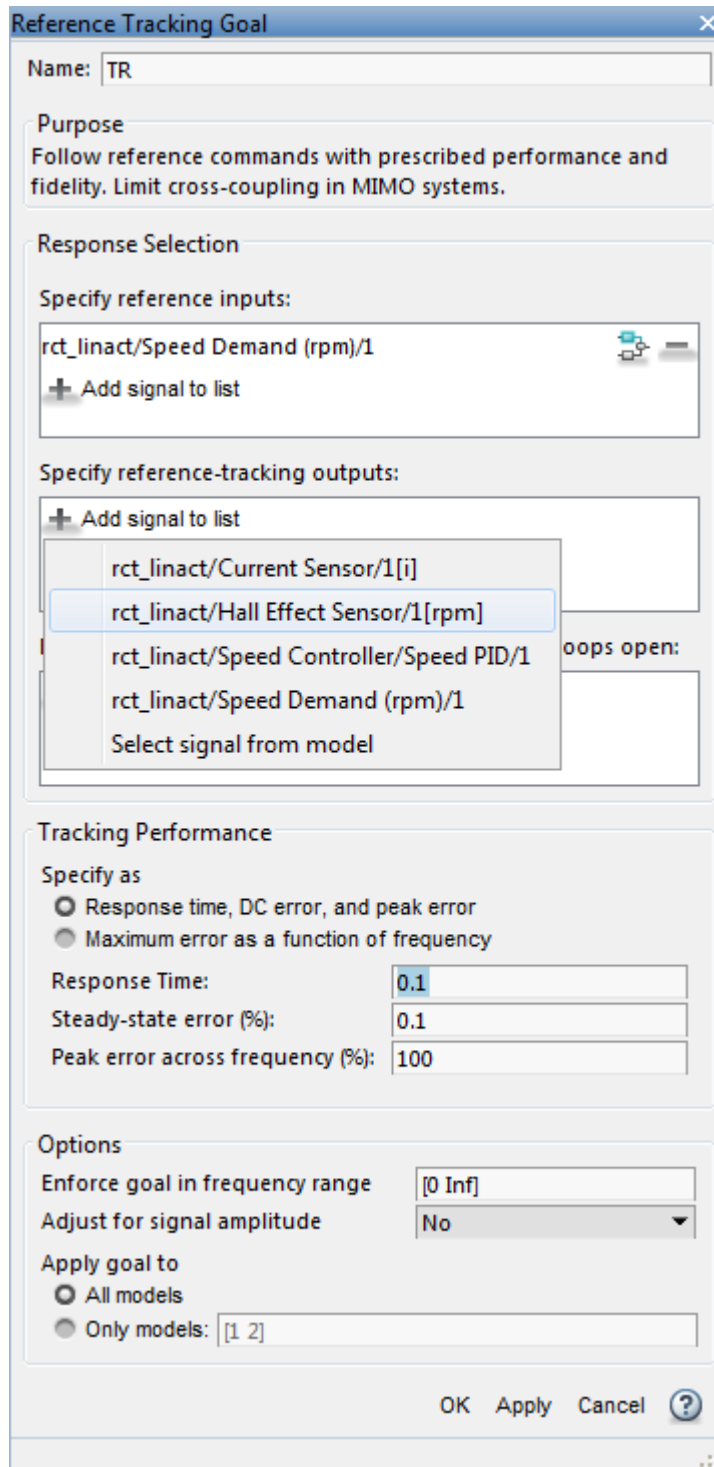 Reference Tracking Goal
Name: TR
Purpose
Follow reference commands with prescribed performance and
fidelity. Limit cross-coupling in MIMO systems.
Response Selection
Specify reference inputs:
rct_linact/Speed Demand (rpm)/1
Add signal to list
Specify reference-tracking outputs:
Add signal to list
rct_linact/Current Sensor/1[i]
rct_linact/Hall Effect Sensor/1[rpm]
oops open:
rct_linact/Speed Controller/Speed PID/1
rct_linact/Speed Demand (rpm)/1
Select signal from model
Tracking Performance
Specify as
Response time, DC error, and peak error
Maximum error as a function of frequency
Response Time: 0.1
Steady-state error (%): 0.1
Peak error across frequency (%): 100
Options
Enforce goal in frequency range [0 Inf]
Adjust for signal amplitude No
Apply goal to
All models
Only models: [1 2]
OK Apply Cancel ?